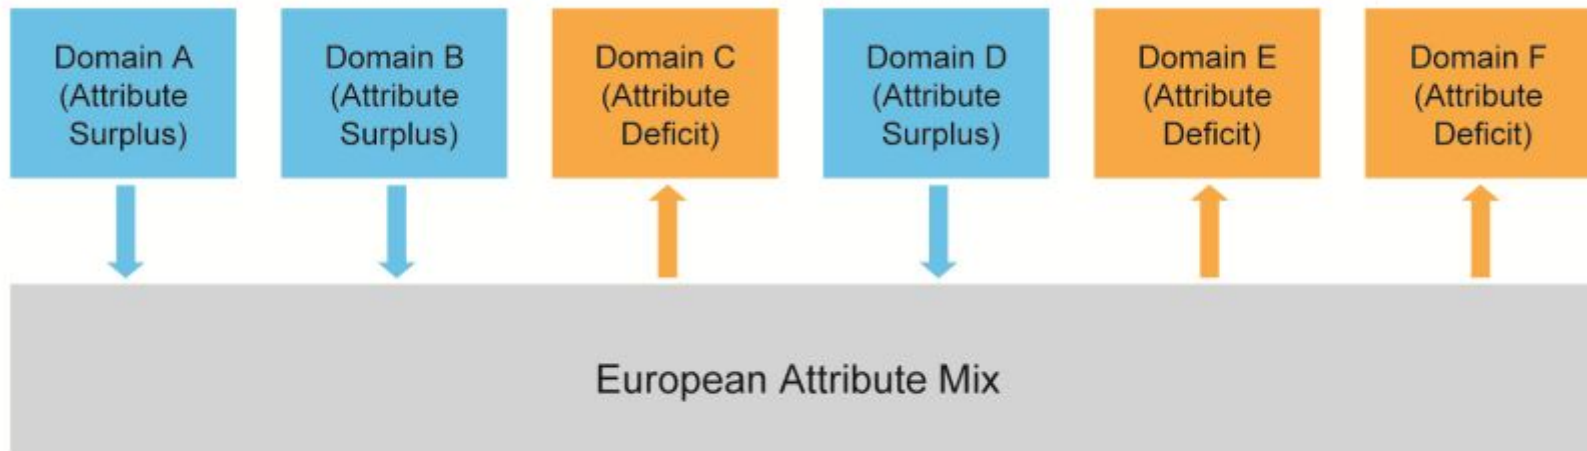 Domain A
(Attribute
Surplus)
Domain B
(Attribute
Surplus)
Domain C
(Attribute
Deficit)
Domain D
(Attribute
Surplus)
Domain E
(Attribute
Deficit)
Domain F
(Attribute
Deficit)
European Attribute Mix